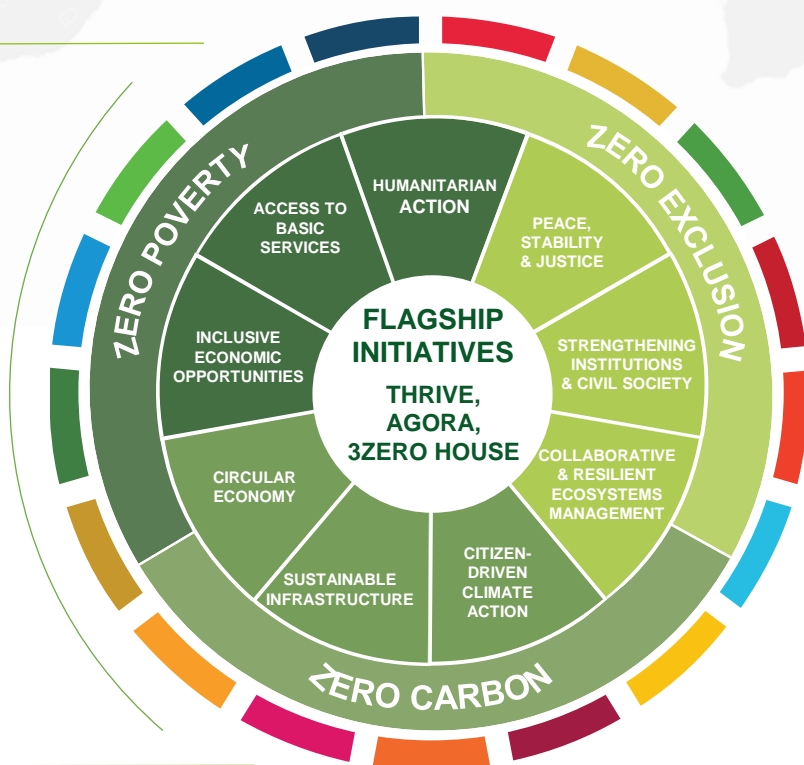 ZERO POVERTY
ZERO EXCLUSION
HUMANITARIAN
ACTION
ACCESS TO
BASIC
SERVICES
PEACE,
STABILITY
& JUSTICE
INCLUSIVE
ECONOMIC
OPPORTUNITIES
FLAGSHIP
INITIATIVES
THRIVE,
AGORA,
3ZERO HOUSE
STRENGTHENING
INSTITUTIONS
& CIVIL SOCIETY
CIRCULAR
ECONOMY
COLLABORATIVE
& RESILIENT
ECOSYSTEMS
MANAGEMENT
SUSTAINABLE
INFRASTRUCTURE
CITIZEN-
DRIVEN
CLIMATE
ACTION
ZERO CARBON